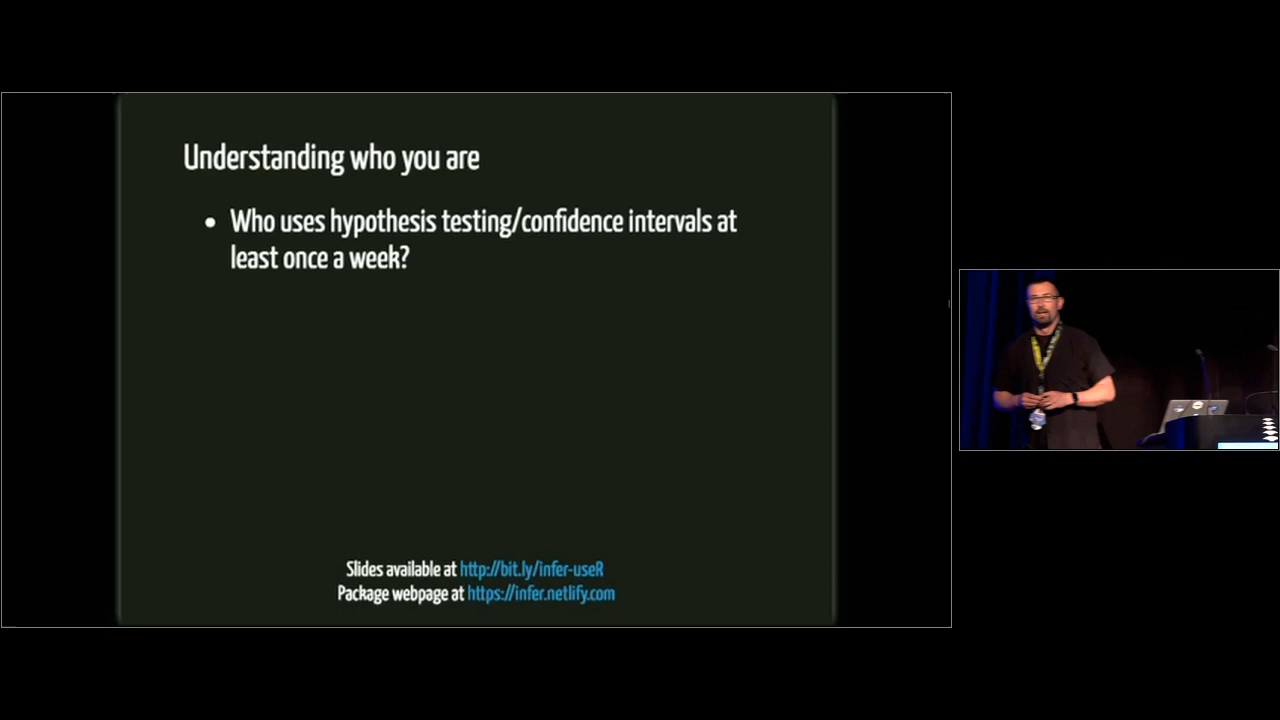 Understanding who you are
• Who uses hypothesis testing/confidence intervals at
least once a week?
Slides available at http://bit.ly/infer-useR
Package webpage at https://infer.netlify.com